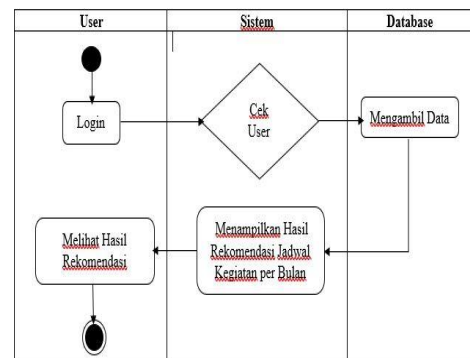 User
Sistem
Database
Login
Cek
User
Mengambil Data
Melihat Hasil
Rekomendasi
Menampilkan Hasil
Rekomendasi Jadwal
Kegiatan per Bulan